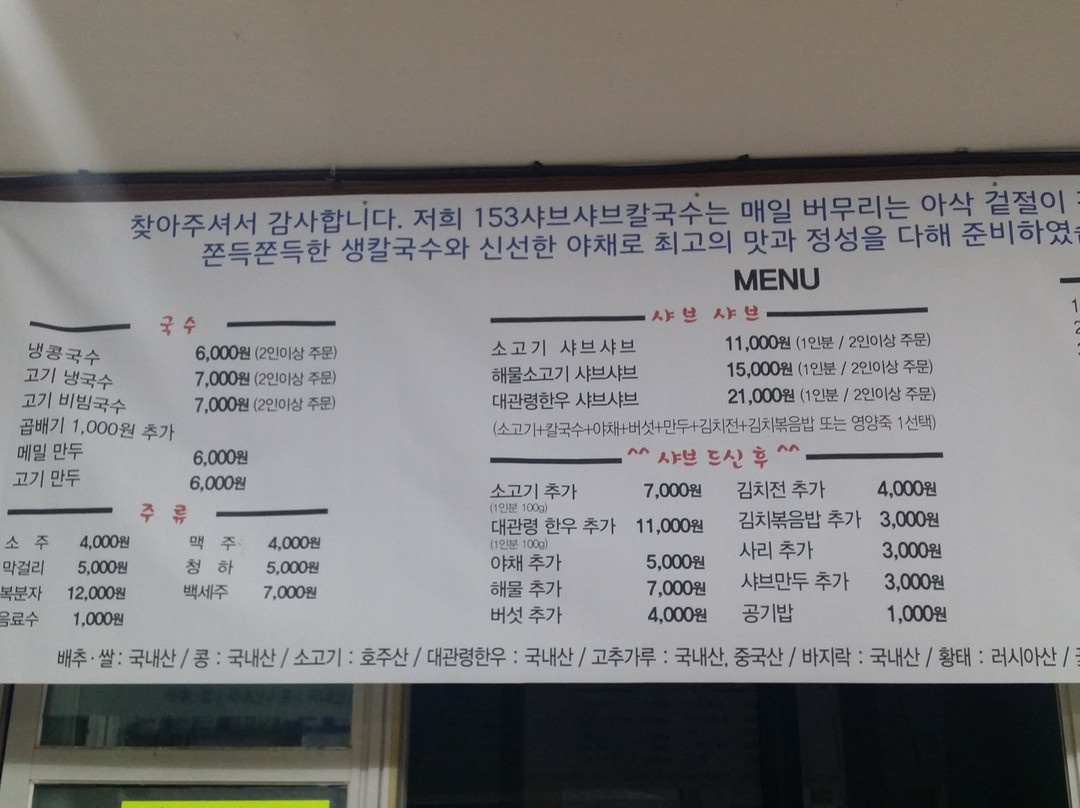 찾아주셔서 감사합니다. 저희 153샤브샤브칼국수는 매일 버무리는 아삭 겉절이
쫀득쫀득한 생칼국수와 신선한 야채로 최고의 맛과 정성을 다해 준비하였
MENU
국수
냉콩국수 6,000원 (2인이상 주문)
고기 냉국수 7,000원 (2인이상 주문)
고기 비빔국수 7,000원 (2인이상 주문)
곱배기 1,000원 추가
메밀 만두 6,000원
고기 만두 6,000원
주 류
소 주 4,000원 맥 주 4,000원
막걸리 5,000원 청 하 5,000원
복분자 12,000원 백세주 7,000원
음료수 1,000원
샤브 샤브
소고기 샤브샤브 11,000원 (1인분 / 2인이상 주문)
해물소고기 샤브샤브 15,000원 (1인분 / 2인이상 주문)
대관령한우 샤브샤브 21,000원 (1인분 / 2인이상 주문)
(소고기+칼국수+야채+버섯+만두+김치전+김치볶음밥 또는 영양죽 1선택)
^^ 샤브 드신 후 ^^
소고기 추가 7,000원 김치전 추가 4,000원
(1인분 100g)
대관령 한우 추가 11,000원 김치볶음밥 추가 3,000원
(1인분 100g)
야채 추가 5,000원 사리 추가 3,000원
해물 추가 7,000원 샤브만두 추가 3,000원
버섯 추가 4,000원 공기밥 1,000원
배추·쌀 : 국내산 / 콩 : 국내산 / 소고기 : 호주산 / 대관령한우 : 국내산 / 고추가루 : 국내산, 중국산 / 바지락 : 국내산 / 황태 : 러시아산 /